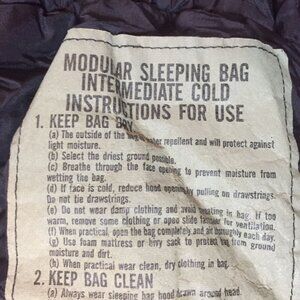 MODULAR SLEEPING BAG
INTERMEDIATE COLD
INSTRUCTIONS FOR USE
1. KEEP BAG DRY
(a) The outside of the bag is water repellent and will protect against
light moisture.
(b) Select the driest ground possible.
(c) Breathe through the face opening to prevent moisture from
wetting the bag.
(d) If face is cold, reduce hood opening by pulling on drawstrings.
Do not tie drawstrings.
(e) Do not wear damp clothing and avoid sweating in bag. If too
warm, remove some clothing or open slide fastener for ventilation.
(f) When practical, open the bag completely and air thoroughly each day.
(g) Use foam mattress or bivy sack to protect bag from ground
moisture and dirt.
(h) When practical wear clean, dry clothing in bag.
2. KEEP BAG CLEAN
(a) Always wear sleeping bag hood drawn around head.